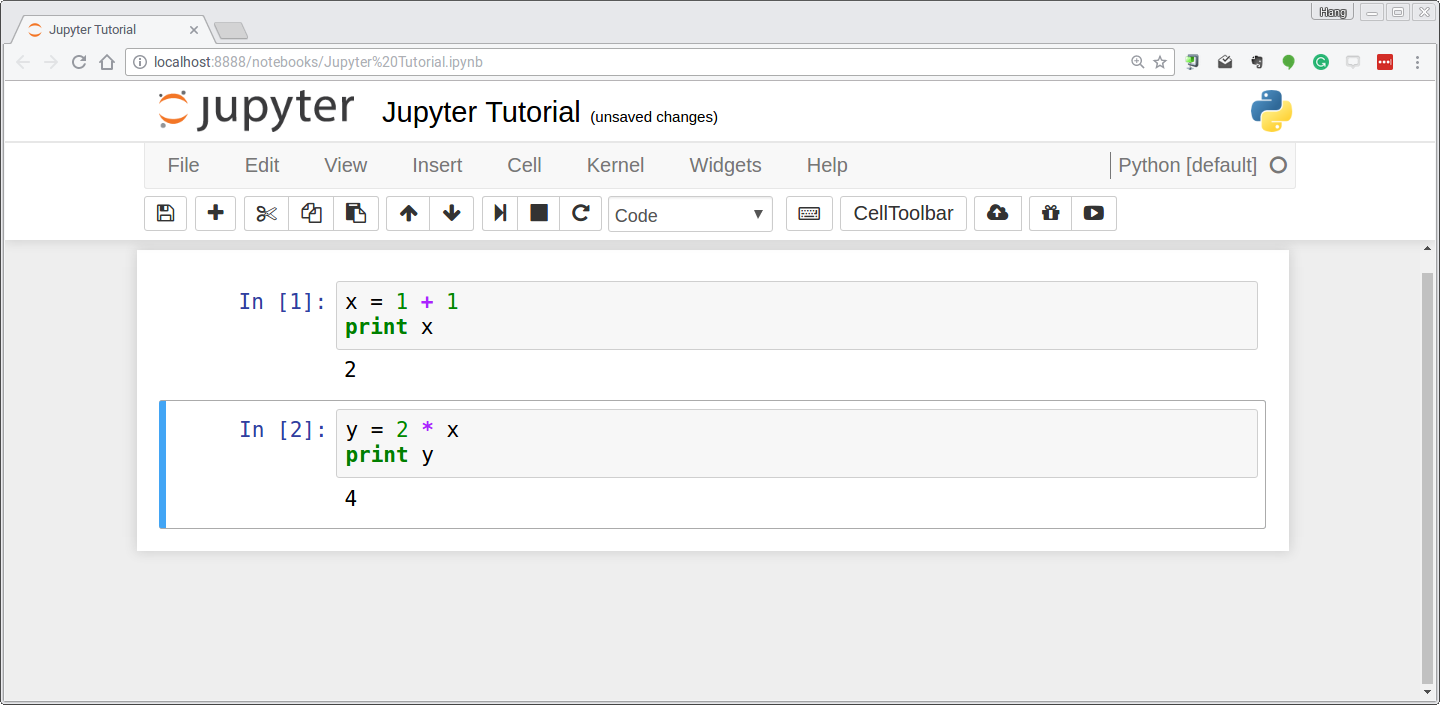 Hang
Jupyter Tutorial
localhost:8888/notebooks/Jupyter%20Tutorial.ipynb
jupyter Jupyter Tutorial (unsaved changes)
File Edit View Insert Cell Kernel Widgets Help Python [default]
Code CellToolbar
In [1]: x = 1 + 1
print x
2
In [2]: y = 2 * x
print y
4